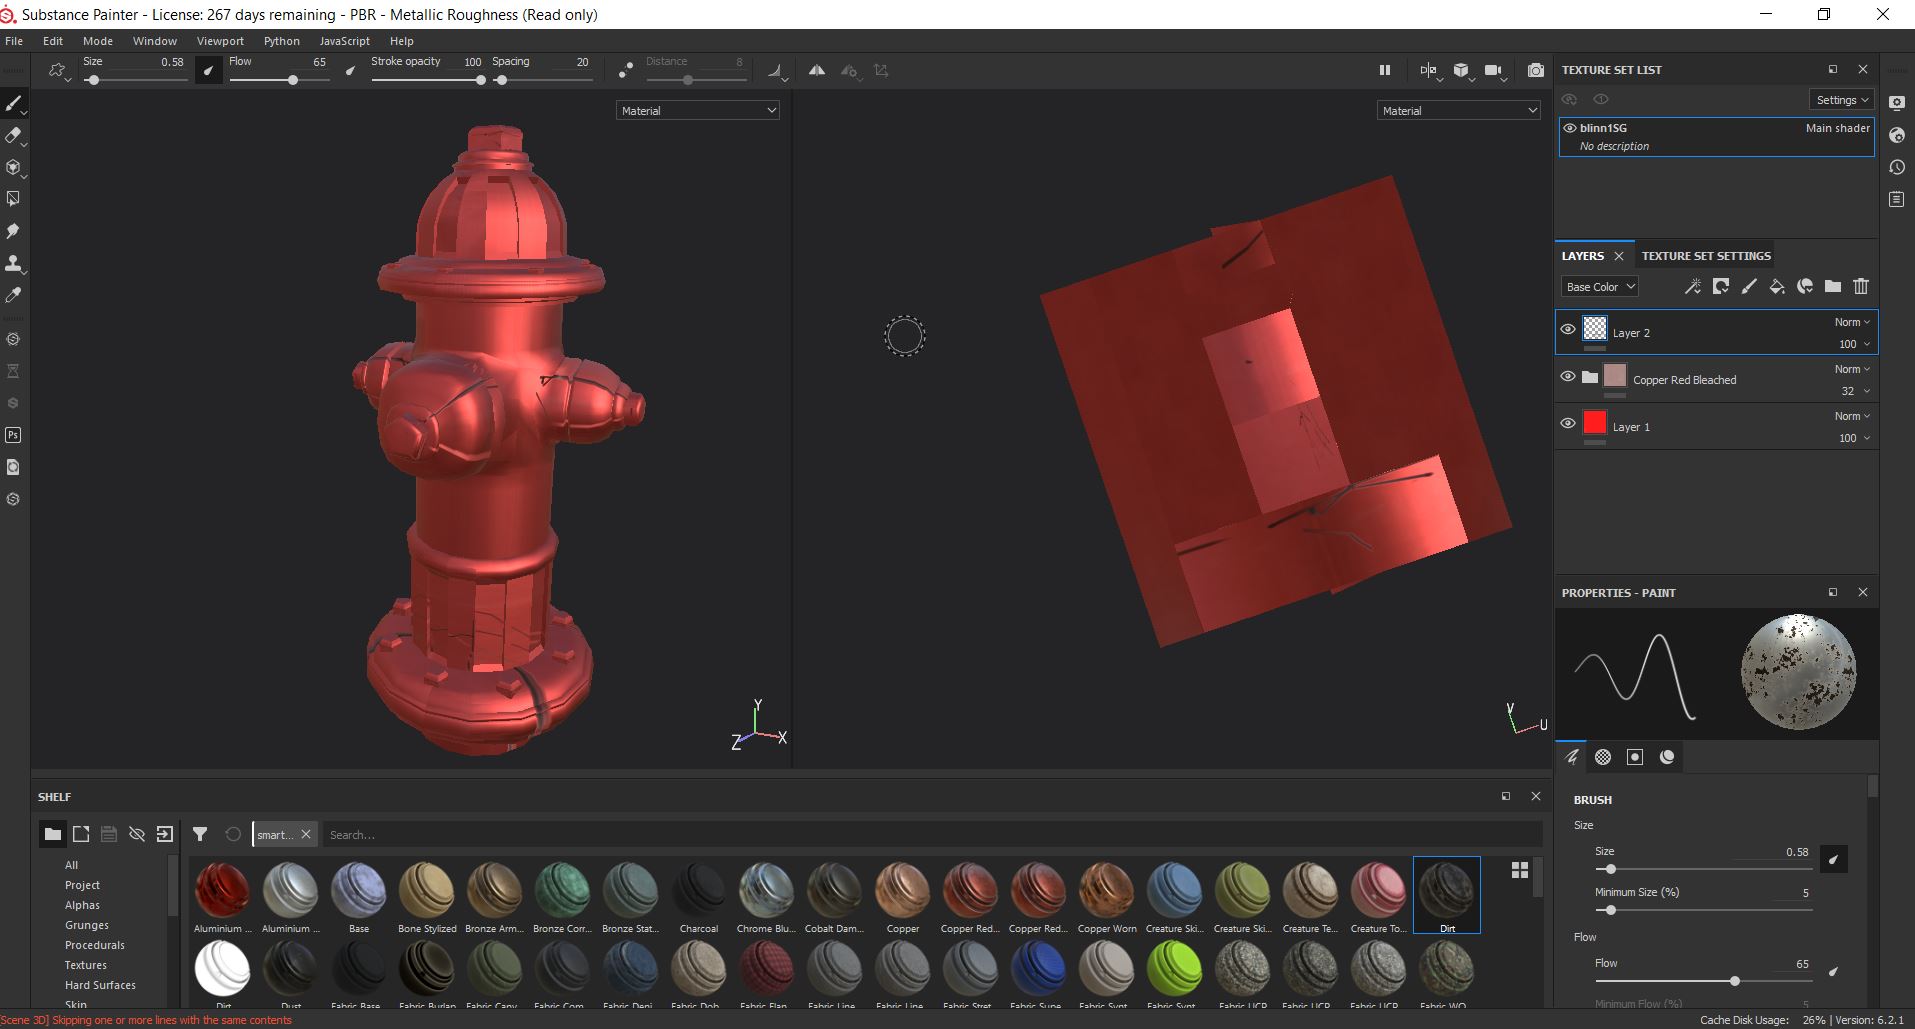 Substance Painter - License: 267 days remaining - PBR - Metallic Roughness (Read only)
File Edit Mode Window Viewport Python JavaScript Help
Size 0.58 Flow 65 Stroke opacity 100 Spacing 20 Distance 8
Material
Material
Y
Z X
V
U
TEXTURE SET LIST
Settings
blinn1SG Main shader
No description
LAYERS TEXTURE SET SETTINGS
Base Color
Layer 2 Norm
100
Copper Red Bleached Norm
32
Layer 1 Norm
100
PROPERTIES - PAINT
BRUSH
Size
Size 0.58
Minimum Size (%) 5
Flow
Flow 65
Minimum Flow (%) 5
Ps
SHELF
smart... Search...
All
Project
Alphas
Grunges
Procedurals
Textures
Hard Surfaces
Skin
Aluminium ... Aluminium ... Base Bone Stylized Bronze Arm... Bronze Corr... Bronze Stat... Charcoal Chrome Blu... Cobalt Dam... Copper Copper Red... Copper Red... Copper Worn Creature Ski... Creature Ski... Creature Te... Creature To... Dirt
Dirt Dust Fabric Base Fabric Burlap Fabric Canv Fabric Com Fabric Deni Fabric Dob Fabric Flan Fabric Line Fabric Line Fabric Stret Fabric Supe Fabric Synt Fabric Synt Fabric UCP Fabric UCP Fabric UCP Fabric WO
[Scene 3D] Skipping one or more lines with the same contents
Cache Disk Usage: 26% | Version: 6.2.1